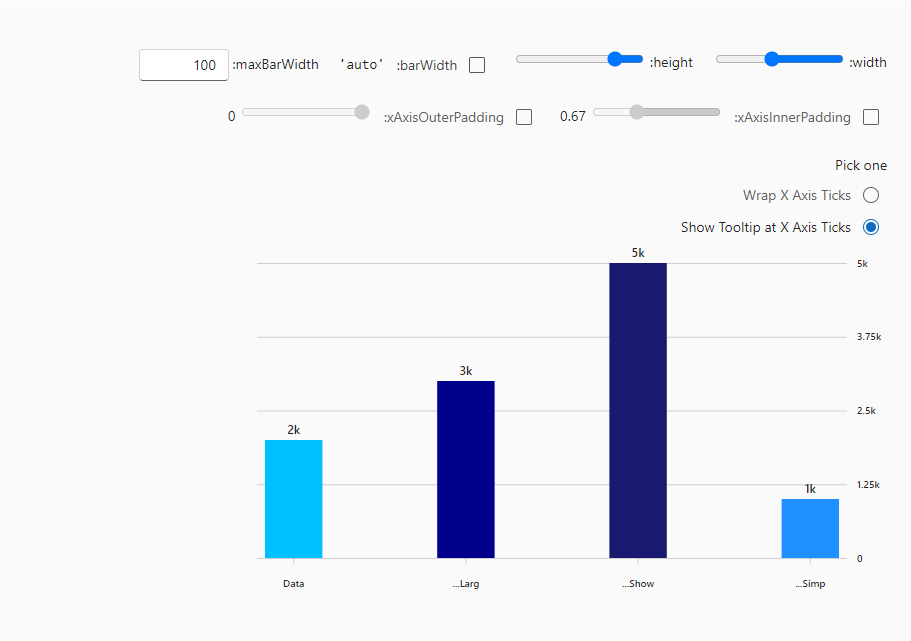 :width
:height
:barWidth 'auto'
:maxBarWidth 100
:xAxisInnerPadding 0.67
:xAxisOuterPadding 0
Pick one
Wrap X Axis Ticks
Show Tooltip at X Axis Ticks
5k
3.75k
2.5k
1.25k
0
2k
3k
5k
1k
Data
...Larg
...Show
...Simp